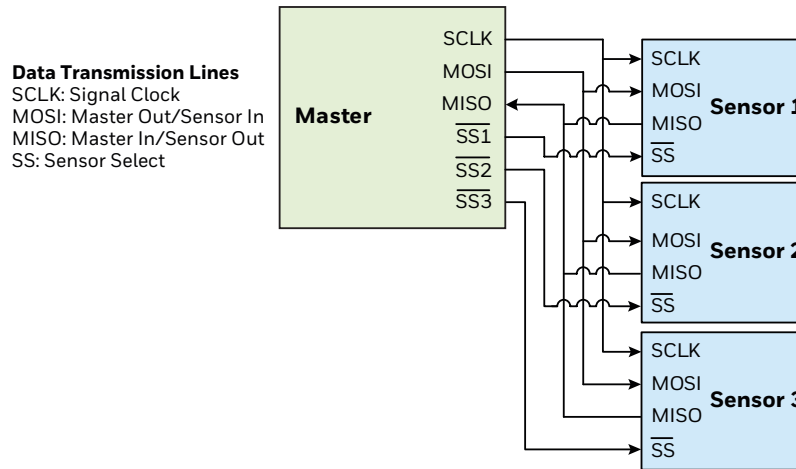 Data Transmission Lines
SCLK: Signal Clock
MOSI: Master Out/Sensor In
MISO: Master In/Sensor Out
SS: Sensor Select
Master
SCLK
MOSI
MISO
SS1
SS2
SS3
SCLK
MOSI
MISO
SS
Sensor 1
SCLK
MOSI
MISO
SS
Sensor 2
SCLK
MOSI
MISO
SS
Sensor 3